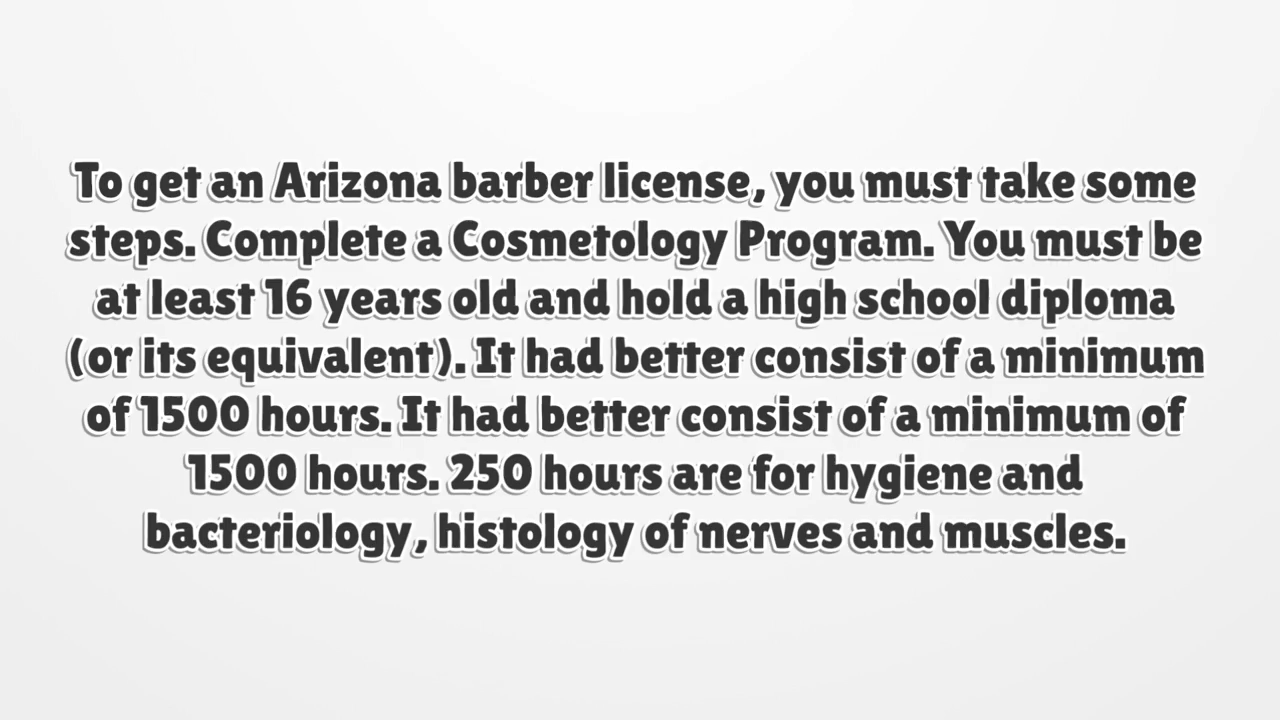 To get an Arizona barber license, you must take some
steps. Complete a Cosmetology Program. You must be
at least 16 years old and hold a high school diploma
(or its equivalent). It had better consist of a minimum
of 1500 hours. It had better consist of a minimum of
1500 hours. 250 hours are for hygiene and
bacteriology, histology of nerves and muscles.